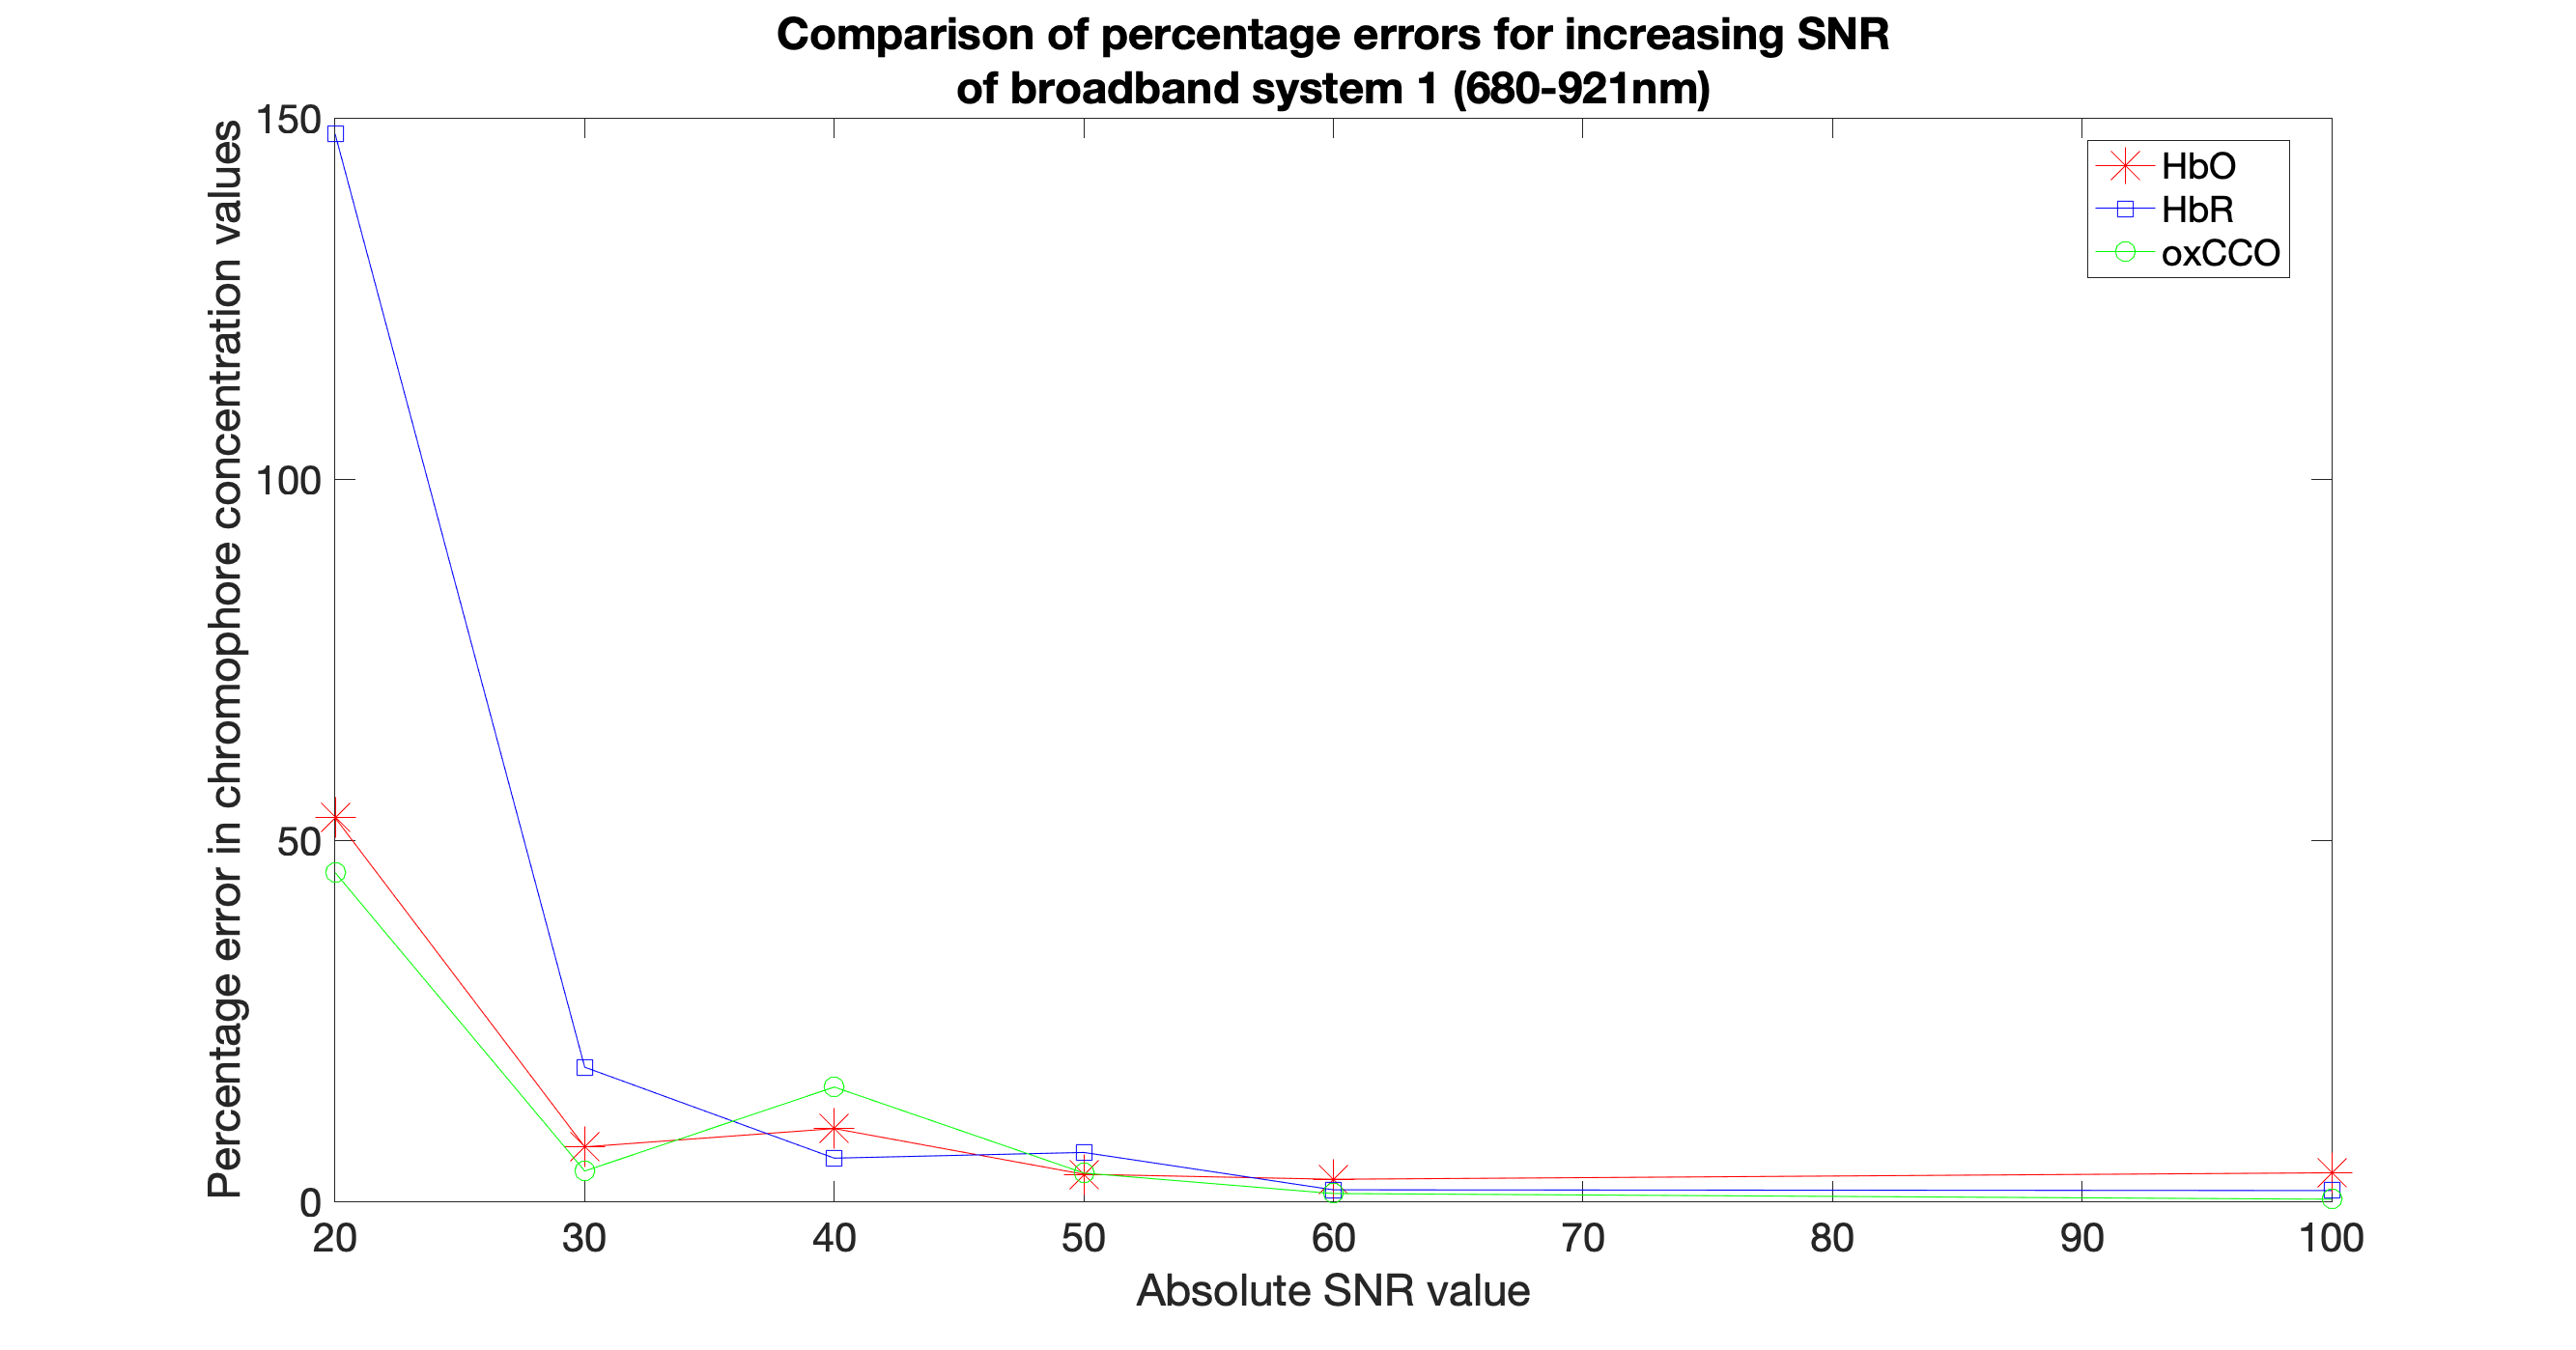 Comparison of percentage errors for increasing SNR
of broadband system 1 (680-921nm)
Percentage error in chromophore concentration values
150
100
50
0
HbO
HbR
oxCCO
20 30 40 50 60 70 80 90 100
Absolute SNR value